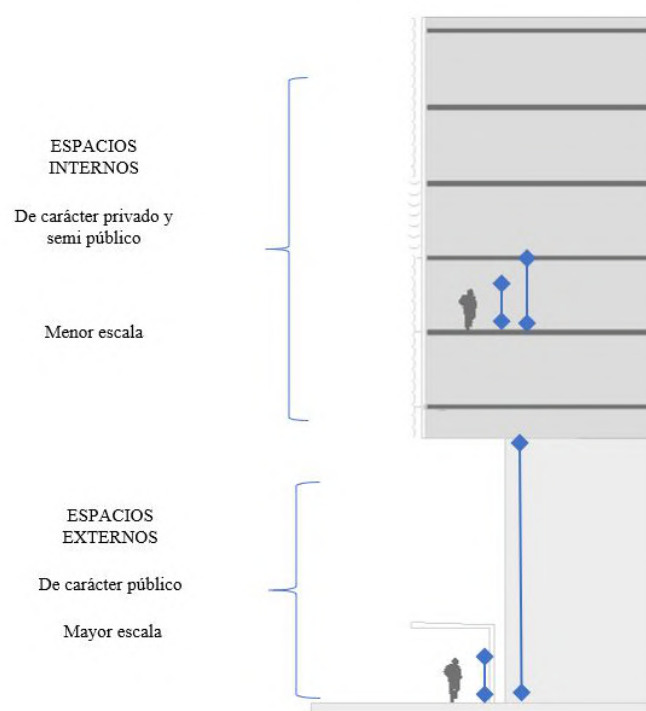 ESPACIOS
INTERNOS
De carácter privado y
semi público
Menor escala
ESPACIOS
EXTERNOS
De carácter público
Mayor escala